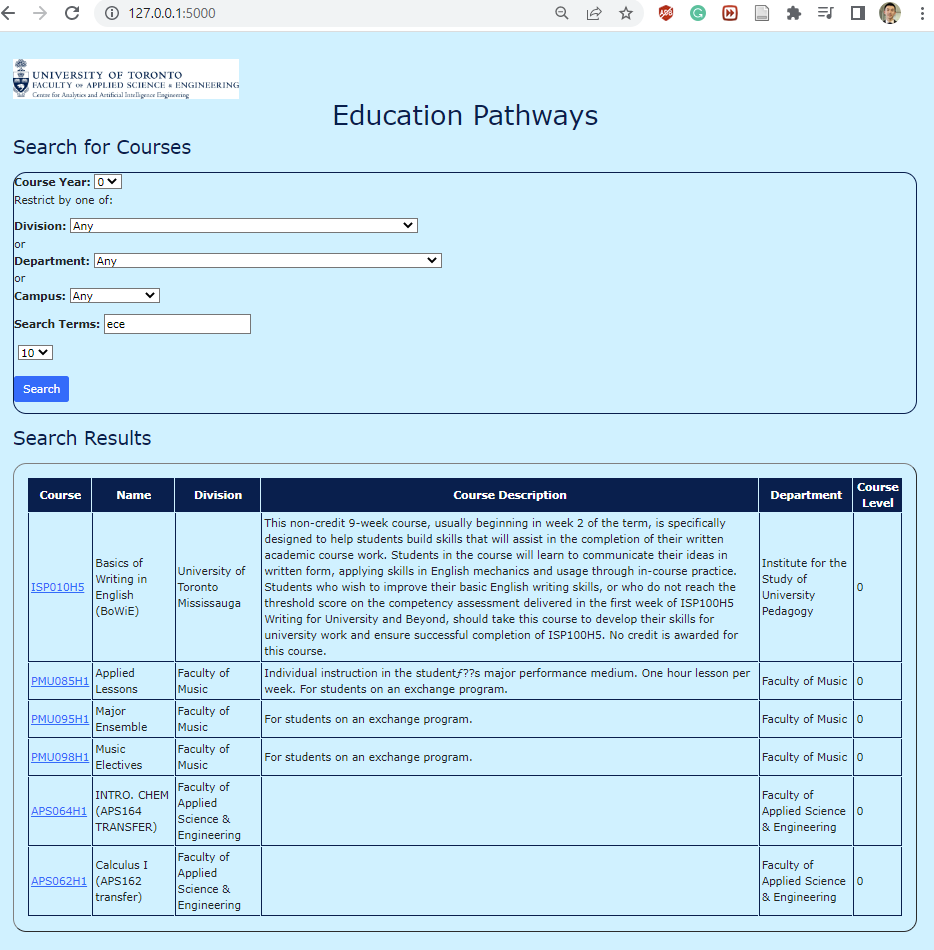 127.0.0.1:5000
UNIVERSITY OF TORONTO
FACULTY OF APPLIED SCIENCE & ENGINEERING
Centre for Analytics and Artificial Intelligence Engineering
Education Pathways
Search for Courses
Course Year: 0
Restrict by one of:
Division: Any
or
Department: Any
or
Campus: Any
Search Terms: ece
10
Search
Search Results
Course Name Division Course Description Department Course Level
ISP010H5
Basics of
Writing in
English
(BoWiE)
University of
Toronto
Mississauga
This non-credit 9-week course, usually beginning in week 2 of the term, is specifically
designed to help students build skills that will assist in the completion of their written
academic course work. Students in the course will learn to communicate their ideas in
written form, applying skills in English mechanics and usage through in-course practice.
Students who wish to improve their basic English writing skills, or who do not reach the
threshold score on the competency assessment delivered in the first week of ISP100H5
Writing for University and Beyond, should take this course to develop their skills for
university work and ensure successful completion of ISP100H5. No credit is awarded for
this course.
Institute for the
Study of
University
Pedagogy
0
PMU085H1
Applied
Lessons
Faculty of
Music
Individual instruction in the studentƒ??s major performance medium. One hour lesson per
week. For students on an exchange program.
Faculty of Music
0
PMU095H1
Major
Ensemble
Faculty of
Music
For students on an exchange program.
Faculty of Music
0
PMU098H1
Music
Electives
Faculty of
Music
For students on an exchange program.
Faculty of Music
0
APS064H1
INTRO. CHEM
(APS164
TRANSFER)
Faculty of
Applied
Science &
Engineering
Faculty of
Applied Science
& Engineering
0
APS062H1
Calculus I
(APS162
transfer)
Faculty of
Applied
Science &
Engineering
Faculty of
Applied Science
& Engineering
0